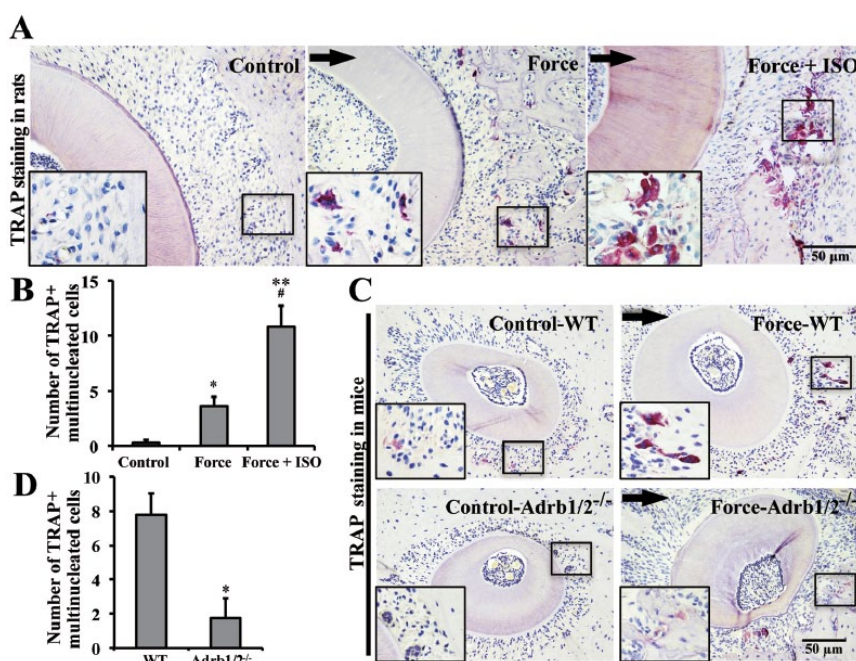 A
TRAP staining in rats
Control
Force
Force + ISO
50 µm
B
Number of TRAP+
multinucleated cells
15
10
5
0
*
**
#
Control
Force
Force + ISO
C
TRAP staining in mice
Control-WT
Force-WT
Control-Adrb1/2-/-
Force-Adrb1/2-/-
50 µm
D
Number of TRAP+
multinucleated cells
10
8
6
4
2
0
*
WT
Adrb1/2-/-